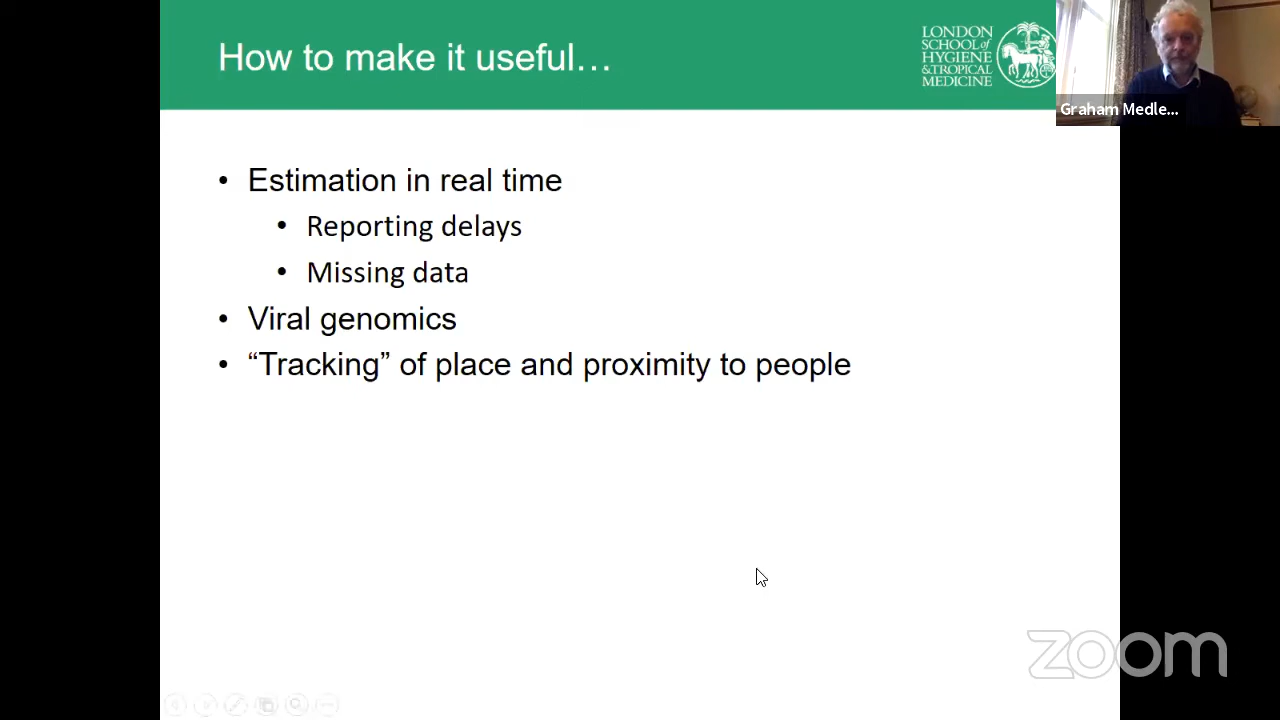 How to make it useful…
LONDON
SCHOOL of
HYGIENE
& TROPICAL
MEDICINE
Graham Medle...
• Estimation in real time
• Reporting delays
• Missing data
• Viral genomics
• “Tracking” of place and proximity to people
zoom